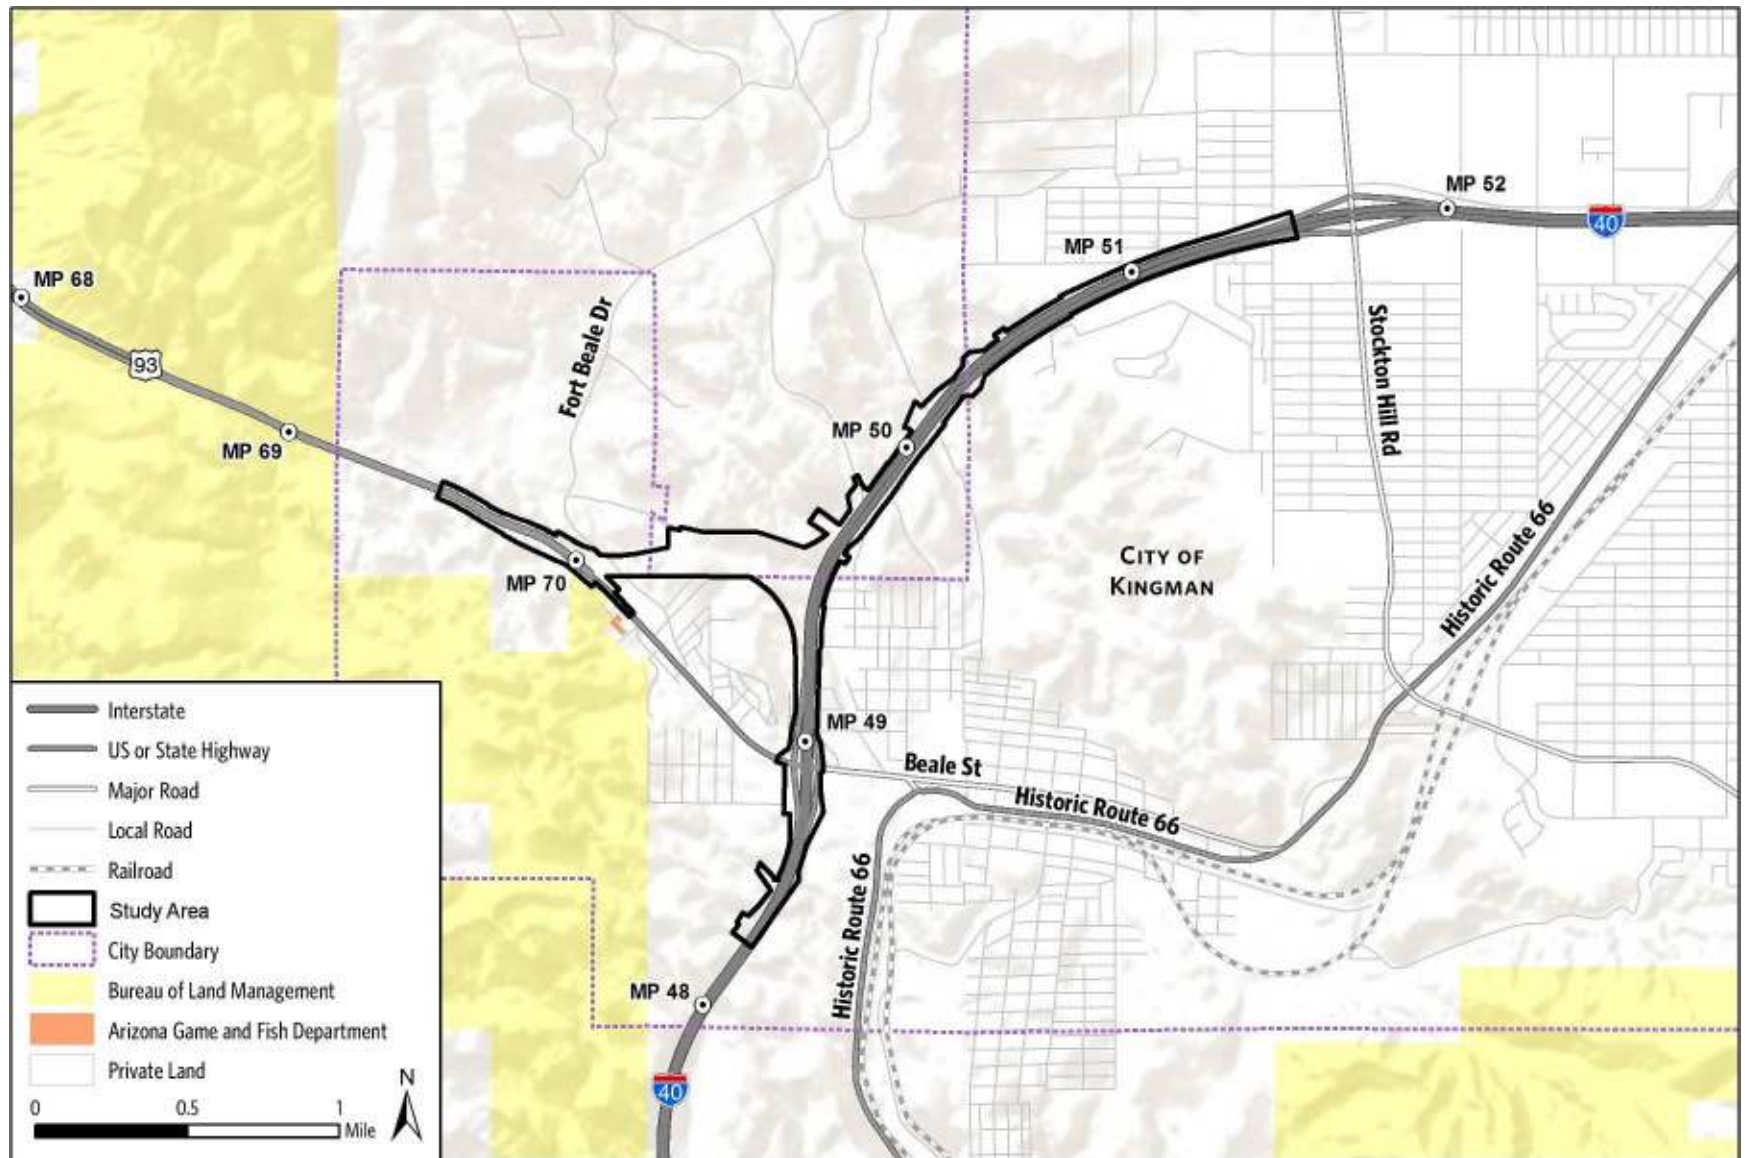 MP 52
40
MP 51
MP 68
93
Fort Beale Dr
Stockton Hill Rd
MP 50
MP 69
Historic Route 66
CITY OF
KINGMAN
MP 70
MP 49
Beale St
Historic Route 66
Historic Route 66
MP 48
40
Interstate
US or State Highway
Major Road
Local Road
Railroad
Study Area
City Boundary
Bureau of Land Management
Arizona Game and Fish Department
Private Land
N
0 0.5 1
Mile